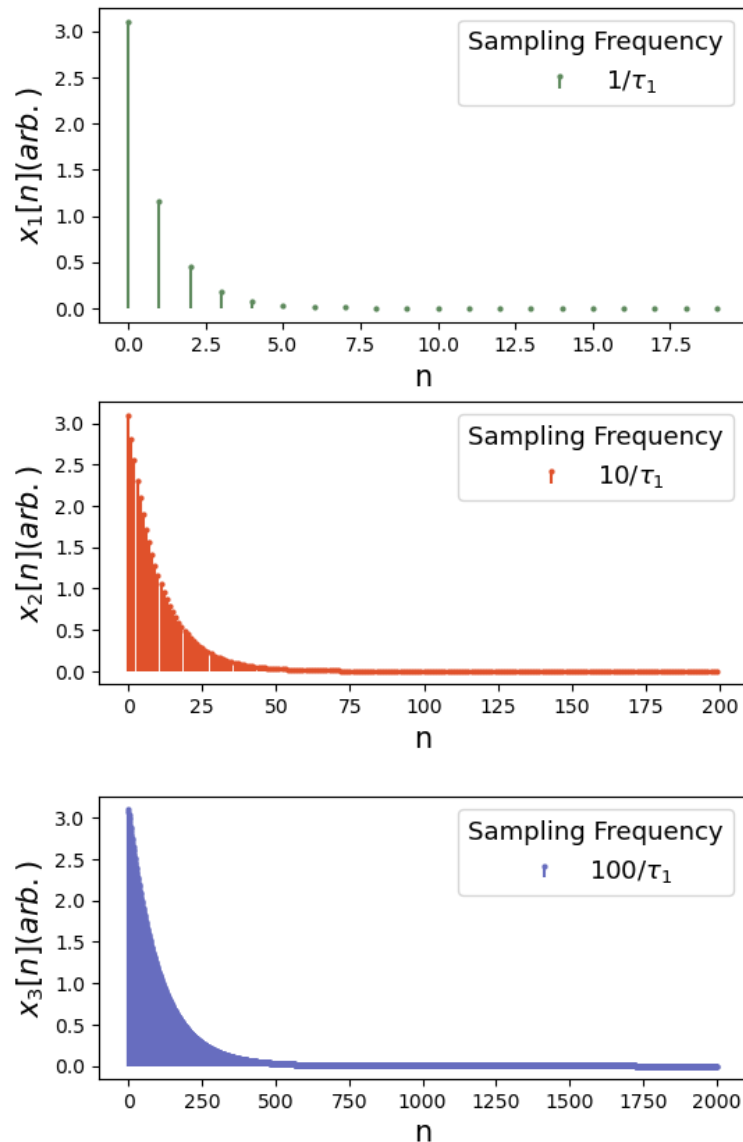 3.0
2.5
2.0
1.5
1.0
0.5
0.0
x₁[n](arb.)
Sampling Frequency
1/τ₁
0.0 2.5 5.0 7.5 10.0 12.5 15.0 17.5
n
3.0
2.5
2.0
1.5
1.0
0.5
0.0
x₂[n](arb.)
Sampling Frequency
10/τ₁
0 25 50 75 100 125 150 175 200
n
3.0
2.5
2.0
1.5
1.0
0.5
0.0
x₃[n](arb.)
Sampling Frequency
100/τ₁
0 250 500 750 1000 1250 1500 1750 2000
n